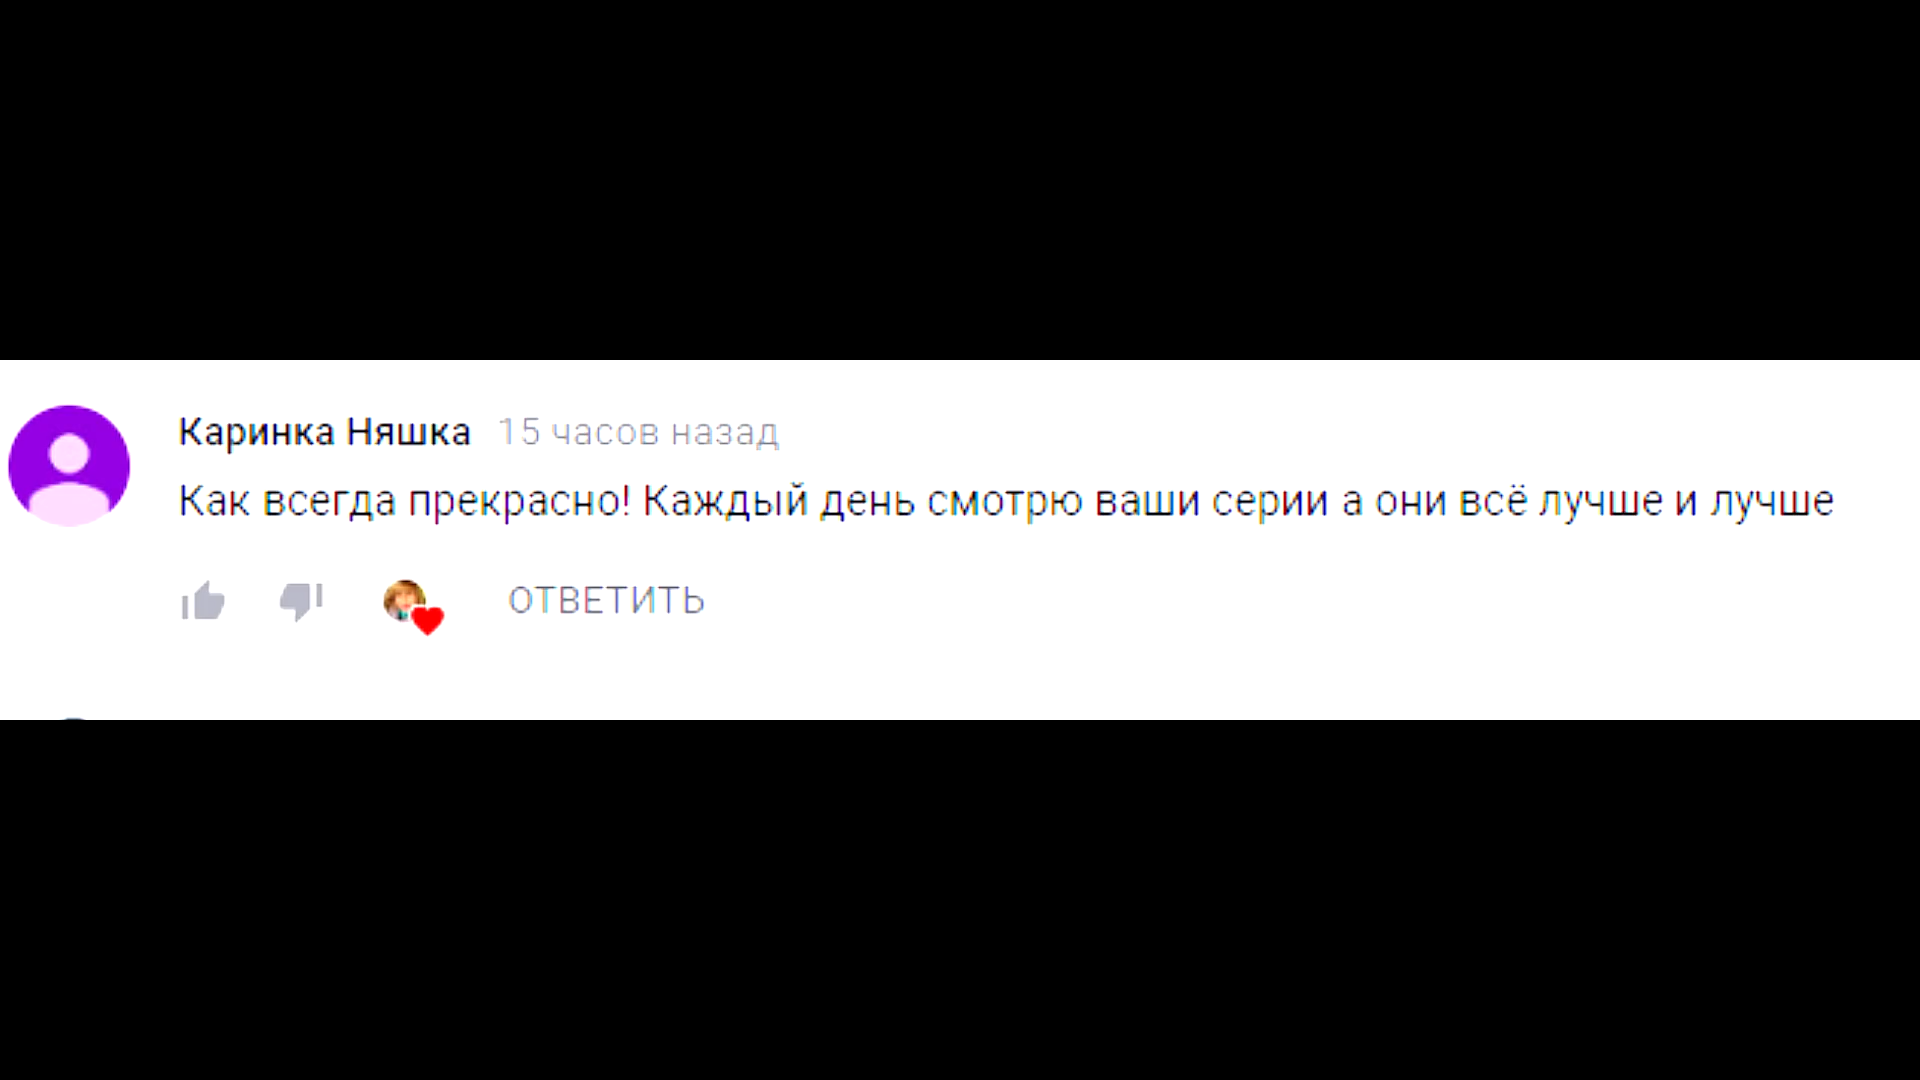 Каринка Няшка 15 часов назад
Как всегда прекрасно! Каждый день смотрю ваши серии а они всё лучше и лучше
ОТВЕТИТЬ